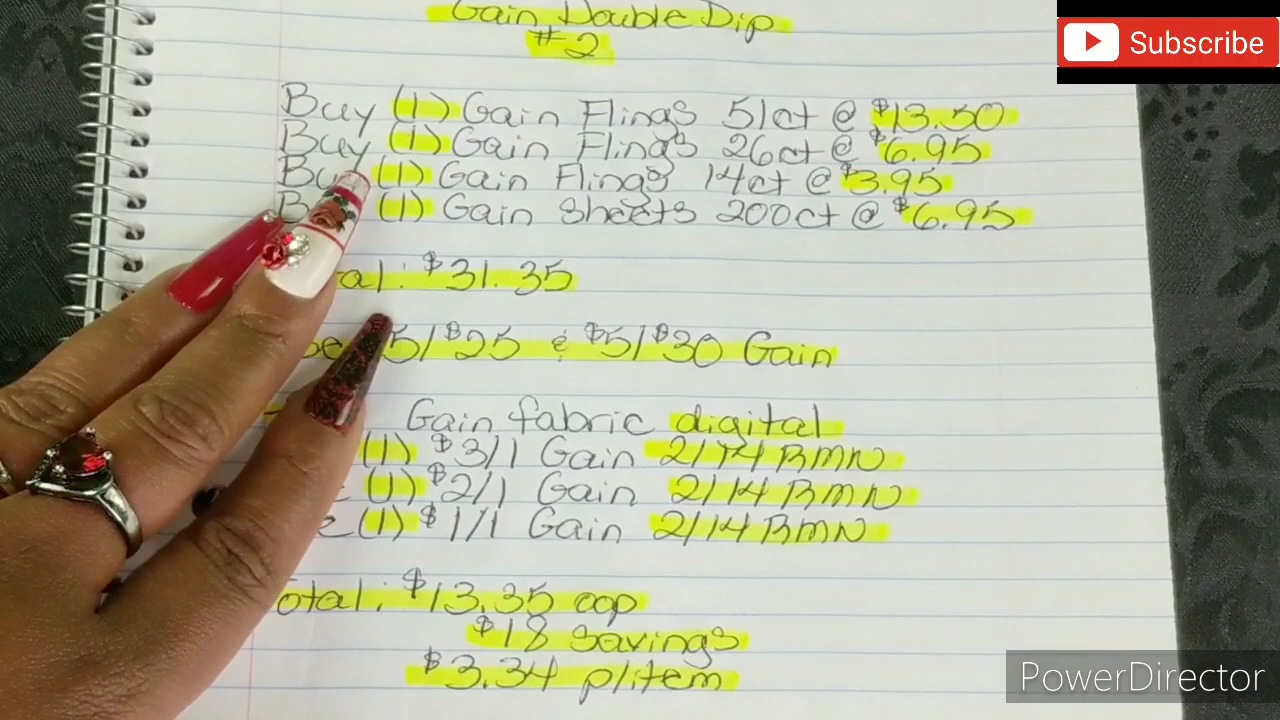 Gain Double Dip
#2
Subscribe
Buy (1) Gain Flings 51ct @ $13.50
Buy (1) Gain Flings 26ct @ $6.95
Buy (1) Gain Flings 14ct @ $3.95
(1) Gain Sheets 200ct @ $6.95
al: $31.35
5/$25 & $5/$30 Gain
Gain fabric digital
(1) $3/1 Gain 2/14 RMN
(1) $2/1 Gain 2/14 RMN
(1) $1/1 Gain 2/14 RMN
otal: $13.35 oop
$18 savings
$3.34 p/item
PowerDirector